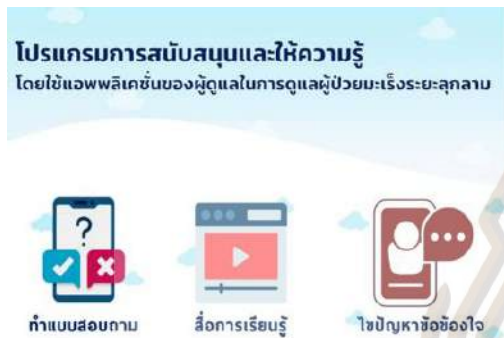 โปรแกรมการสนับสนุนและให้ความรู้
โดยใช้แอพพลิเคชั่นของผู้ดูแลในการดูแลผู้ป่วยมะเร็งระยะลุกลาม
?
ทำแบบสอบถาม
สื่อการเรียนรู้
ไขปัญหาข้อข้องใจ